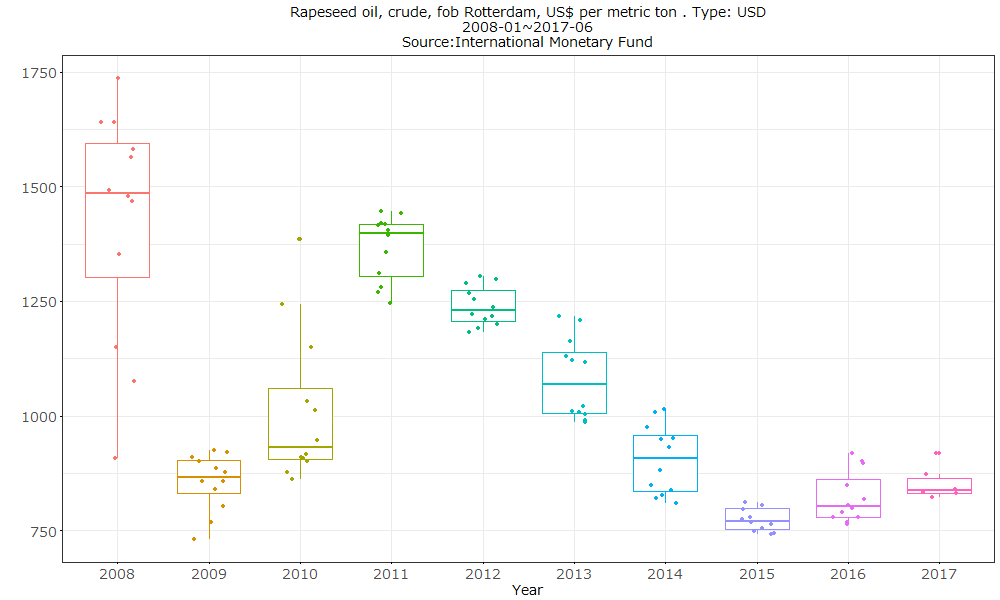 Rapeseed oil, crude, fob Rotterdam, US$ per metric ton . Type: USD
2008-01~2017-06
Source:International Monetary Fund
1750
1500
1250
1000
750
2008 2009 2010 2011 2012 2013 2014 2015 2016 2017
Year